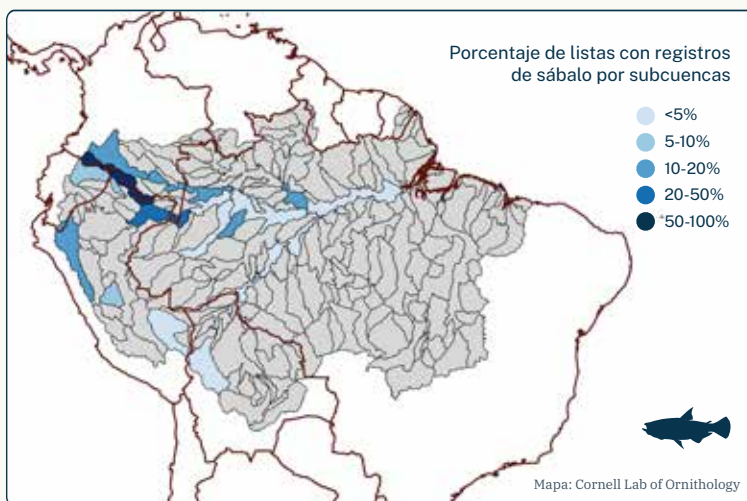 Porcentaje de listas con registros
de sábalo por subcuencas
<5%
5-10%
10-20%
20-50%
50-100%
Mapa: Cornell Lab of Ornithology